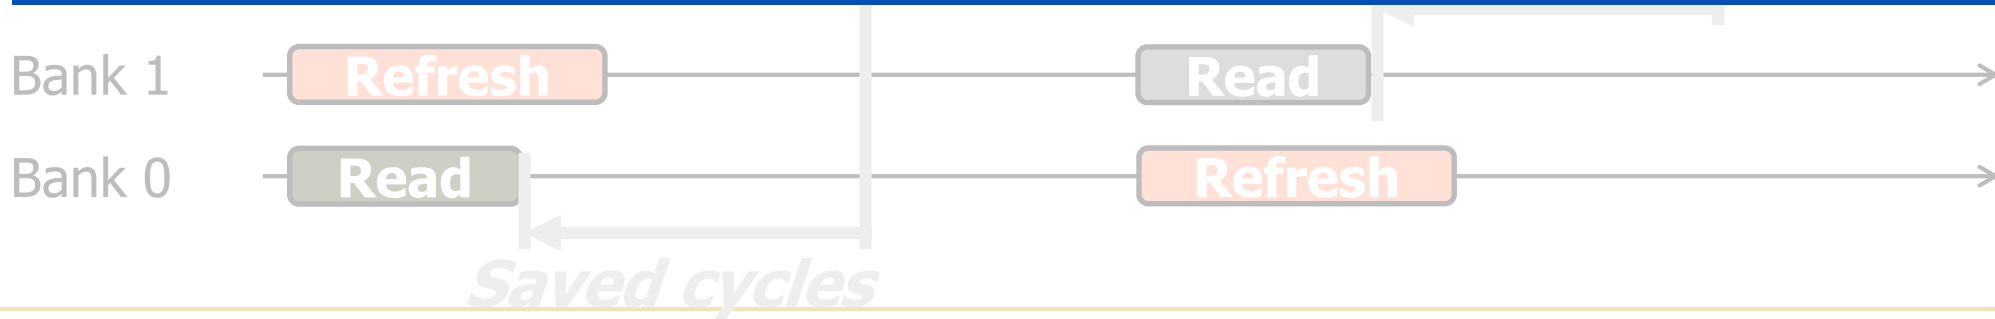 Bank 1 Refresh Read
Bank 0 Read Refresh
Saved cycles